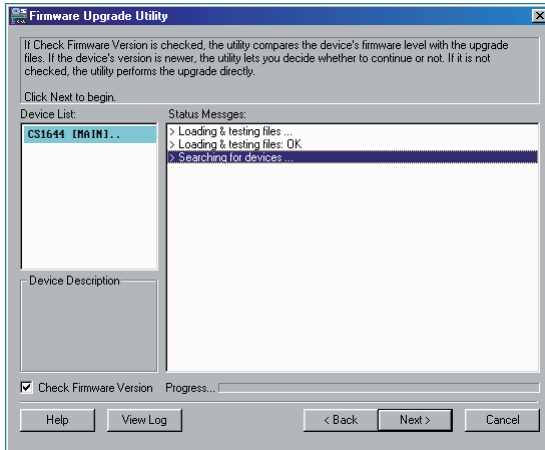 Firmware Upgrade Utility
If Check Firmware Version is checked, the utility compares the device's firmware level with the upgrade
files. If the device's version is newer, the utility lets you decide whether to continue or not. If it is not
checked, the utility performs the upgrade directly.
Click Next to begin.
Device List:
Status Messges:
CS1644 [MAIN]..
> Loading & testing files ...
> Loading & testing files: OK
> Searching for devices ...
Device Description
Check Firmware Version
Progress...
Help
View Log
< Back
Next >
Cancel